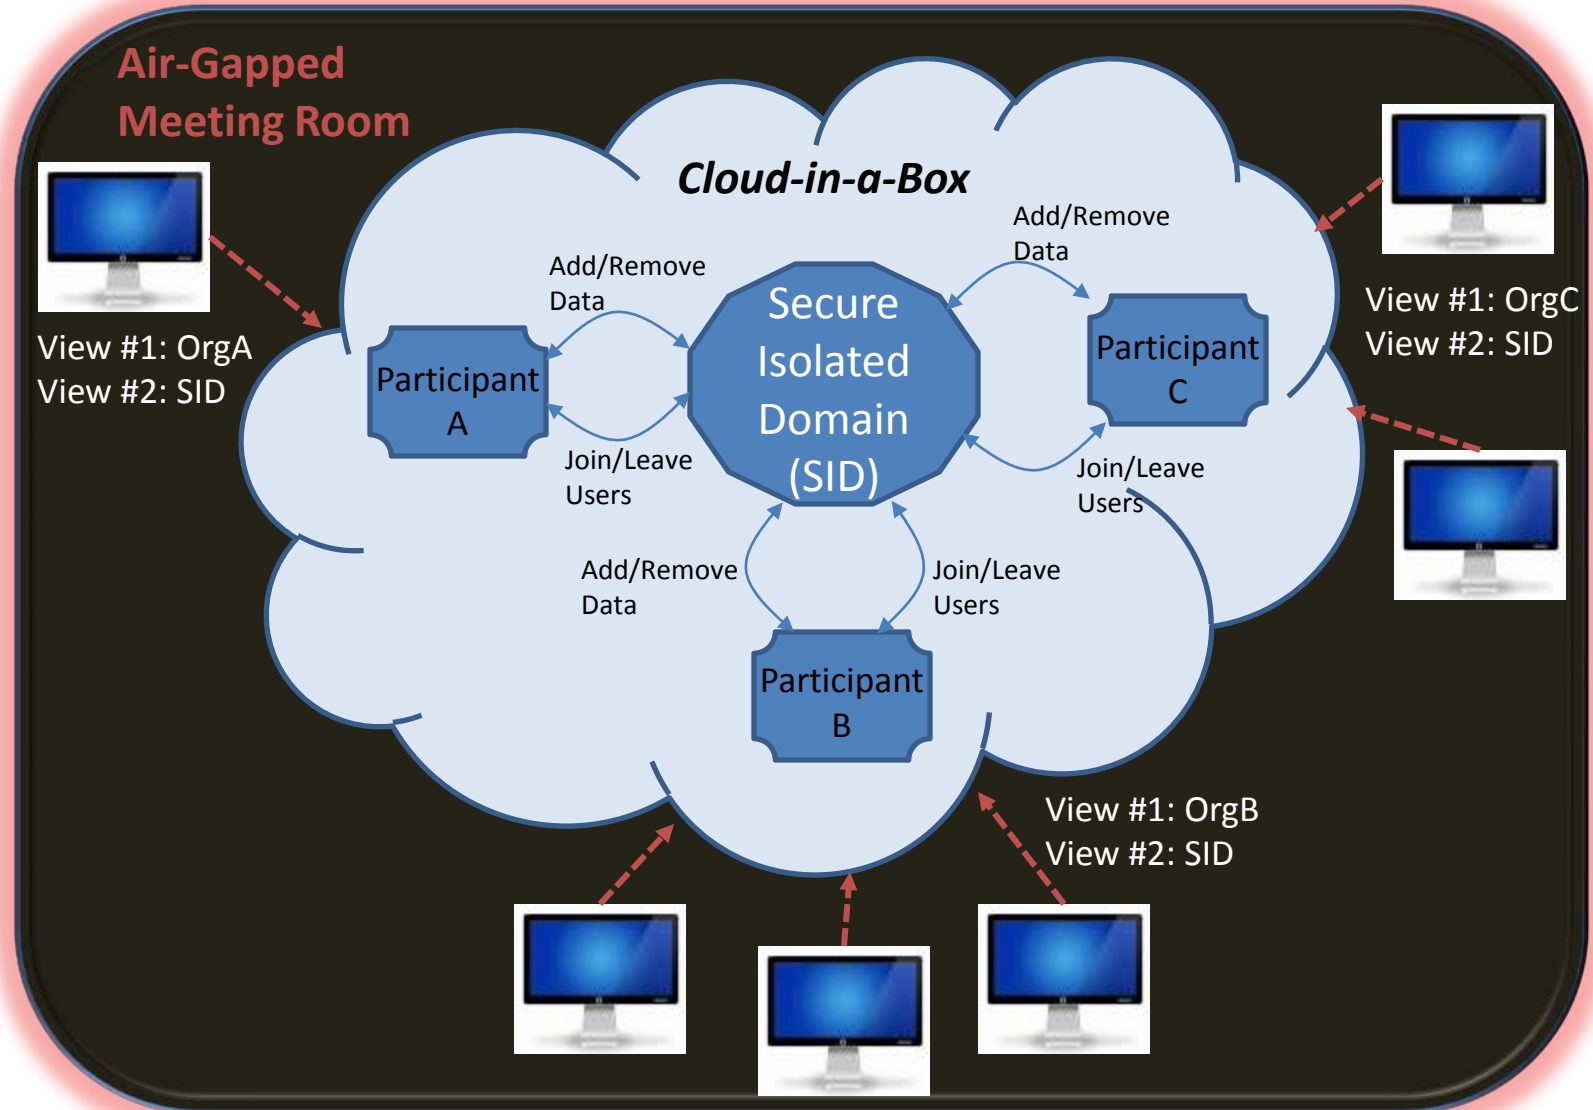 Air-Gapped
Meeting Room
Cloud-in-a-Box
Add/Remove
Data
Add/Remove
Data
Secure
Isolated
Domain
(SID)
View #1: OrgA
View #2: SID
View #1: OrgC
View #2: SID
Participant
A
Participant
C
Join/Leave
Users
Join/Leave
Users
Add/Remove
Data
Join/Leave
Users
Participant
B
View #1: OrgB
View #2: SID